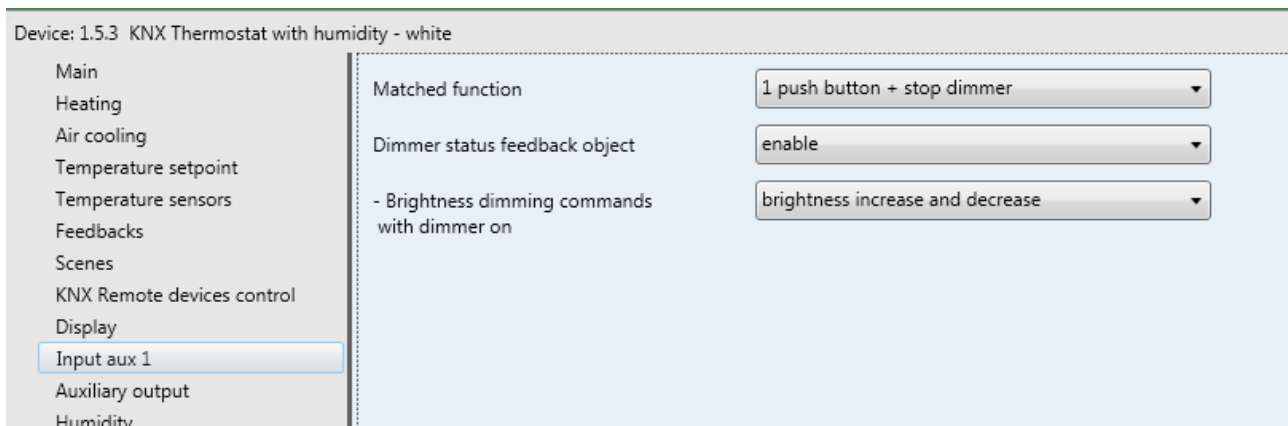 Device: 1.5.3 KNX Thermostat with humidity - white
Main
Heating
Air cooling
Temperature setpoint
Temperature sensors
Feedbacks
Scenes
KNX Remote devices control
Display
Input aux 1
Auxiliary output
Humidity
Matched function
1 push button + stop dimmer
Dimmer status feedback object
enable
- Brightness dimming commands
with dimmer on
brightness increase and decrease